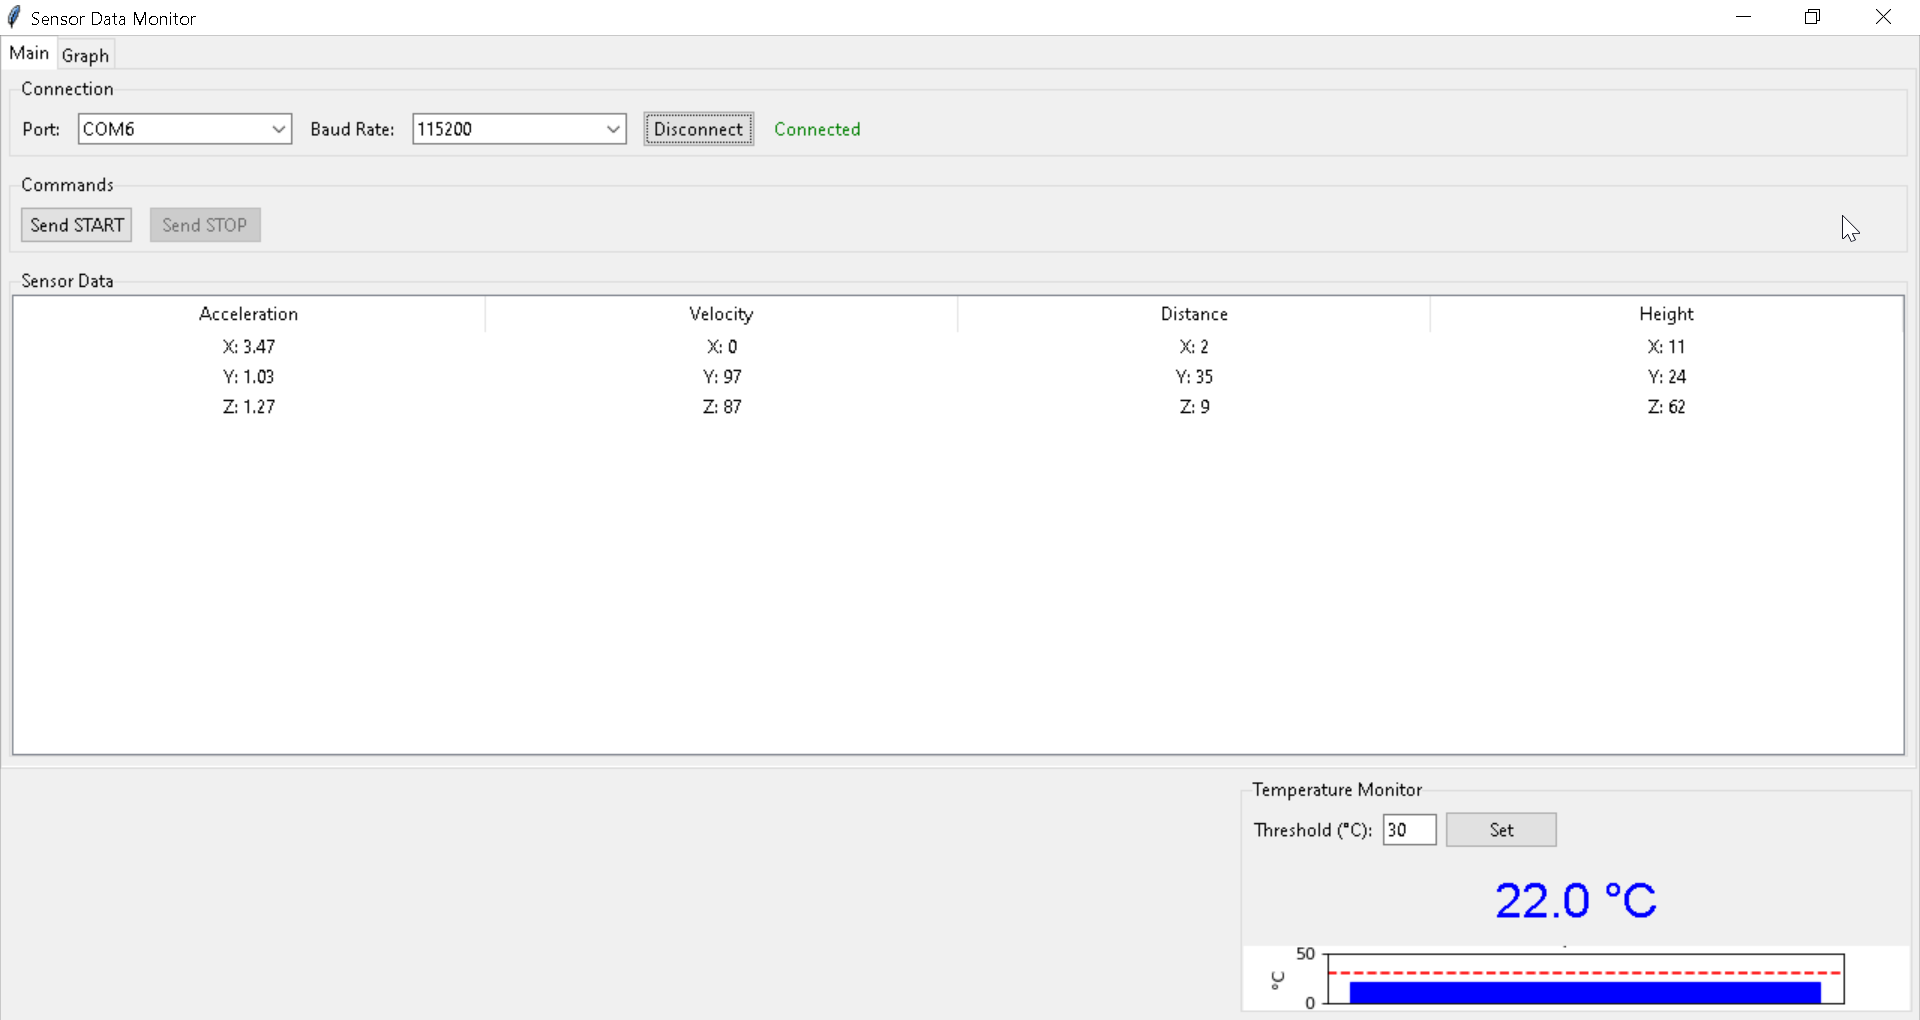 Sensor Data Monitor
Main Graph
Connection
Port: COM6 Baud Rate: 115200 Disconnect Connected
Commands
Send START Send STOP
Sensor Data
Acceleration Velocity Distance Height
X: 3.47 X: 0 X: 2 X: 11
Y: 1.03 Y: 97 Y: 35 Y: 24
Z: 1.27 Z: 87 Z: 9 Z: 62
Temperature Monitor
Threshold (°C): 30 Set
22.0 °C
50
°C
0